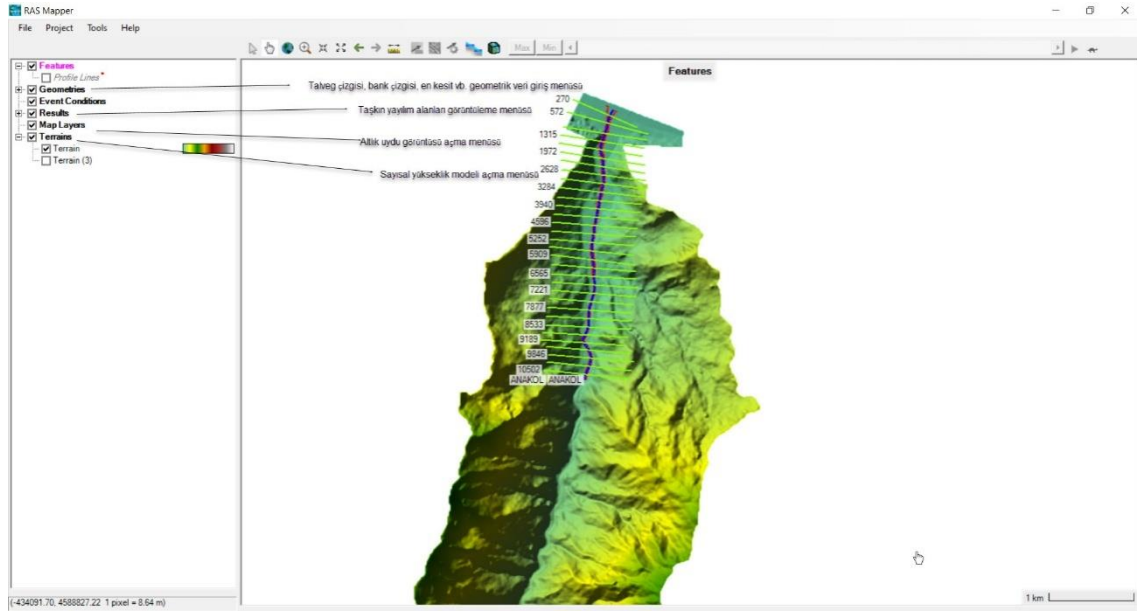 RAS Mapper
File Project Tools Help
Max Min
Features
Profile Lines *
Geometries
Event Conditions
Results
Map Layers
Terrains
Terrain
Terrain (3)
Features
Talveg çizgisi, bank çizgisi, en kesit vb. geometrik veri giriş menüsü
Taşkın yayılım alanları görüntüleme menüsü
Altlık uydu görüntüsü açma menüsü
Sayısal yükseklik modeli açma menüsü
270
572
1315
1972
2628
3284
3940
4596
5252
5909
6565
7221
7877
8533
9189
9846
10502
ANAKOL ANAKOL
(-434091.70, 4588827.22 1 pixel = 8.64 m)
1 km